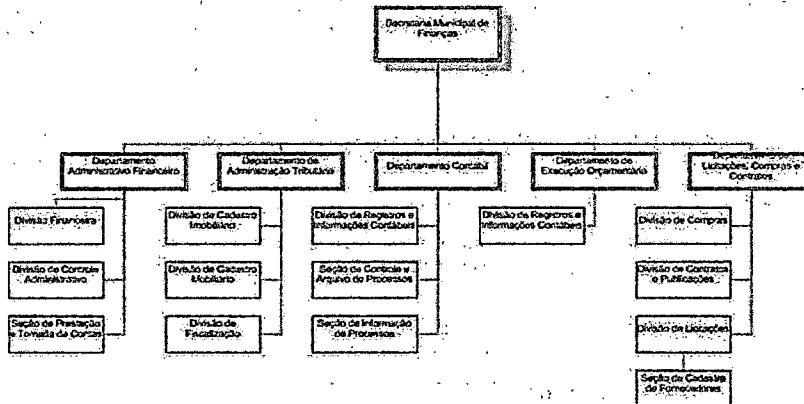 Secretaria Municipal de
Finanças
Departamento
Administrativo Financeiro
Departamento de
Administração Tributária
Departamento Contábil
Departamento de
Execução Orçamentária
Departamento de
Licitações, Compras e
Contratos
Divisão Financeira
Divisão de Cadastro
Imobiliário
Divisão de Registros e
Informações Contábeis
Divisão de Registros e
Informações Contábeis
Divisão de Compras
Divisão de Controle
Administrativo
Divisão de Cadastro
Mobiliário
Seção de Controle e
Arquivo de Processos
Divisão de Contratos
e Publicações
Seção de Prestação
e Tomada de Contas
Divisão de
Fiscalização
Seção de Informação
de Processos
Divisão de Licitações
Seção de Cadastro
de Fornecedores